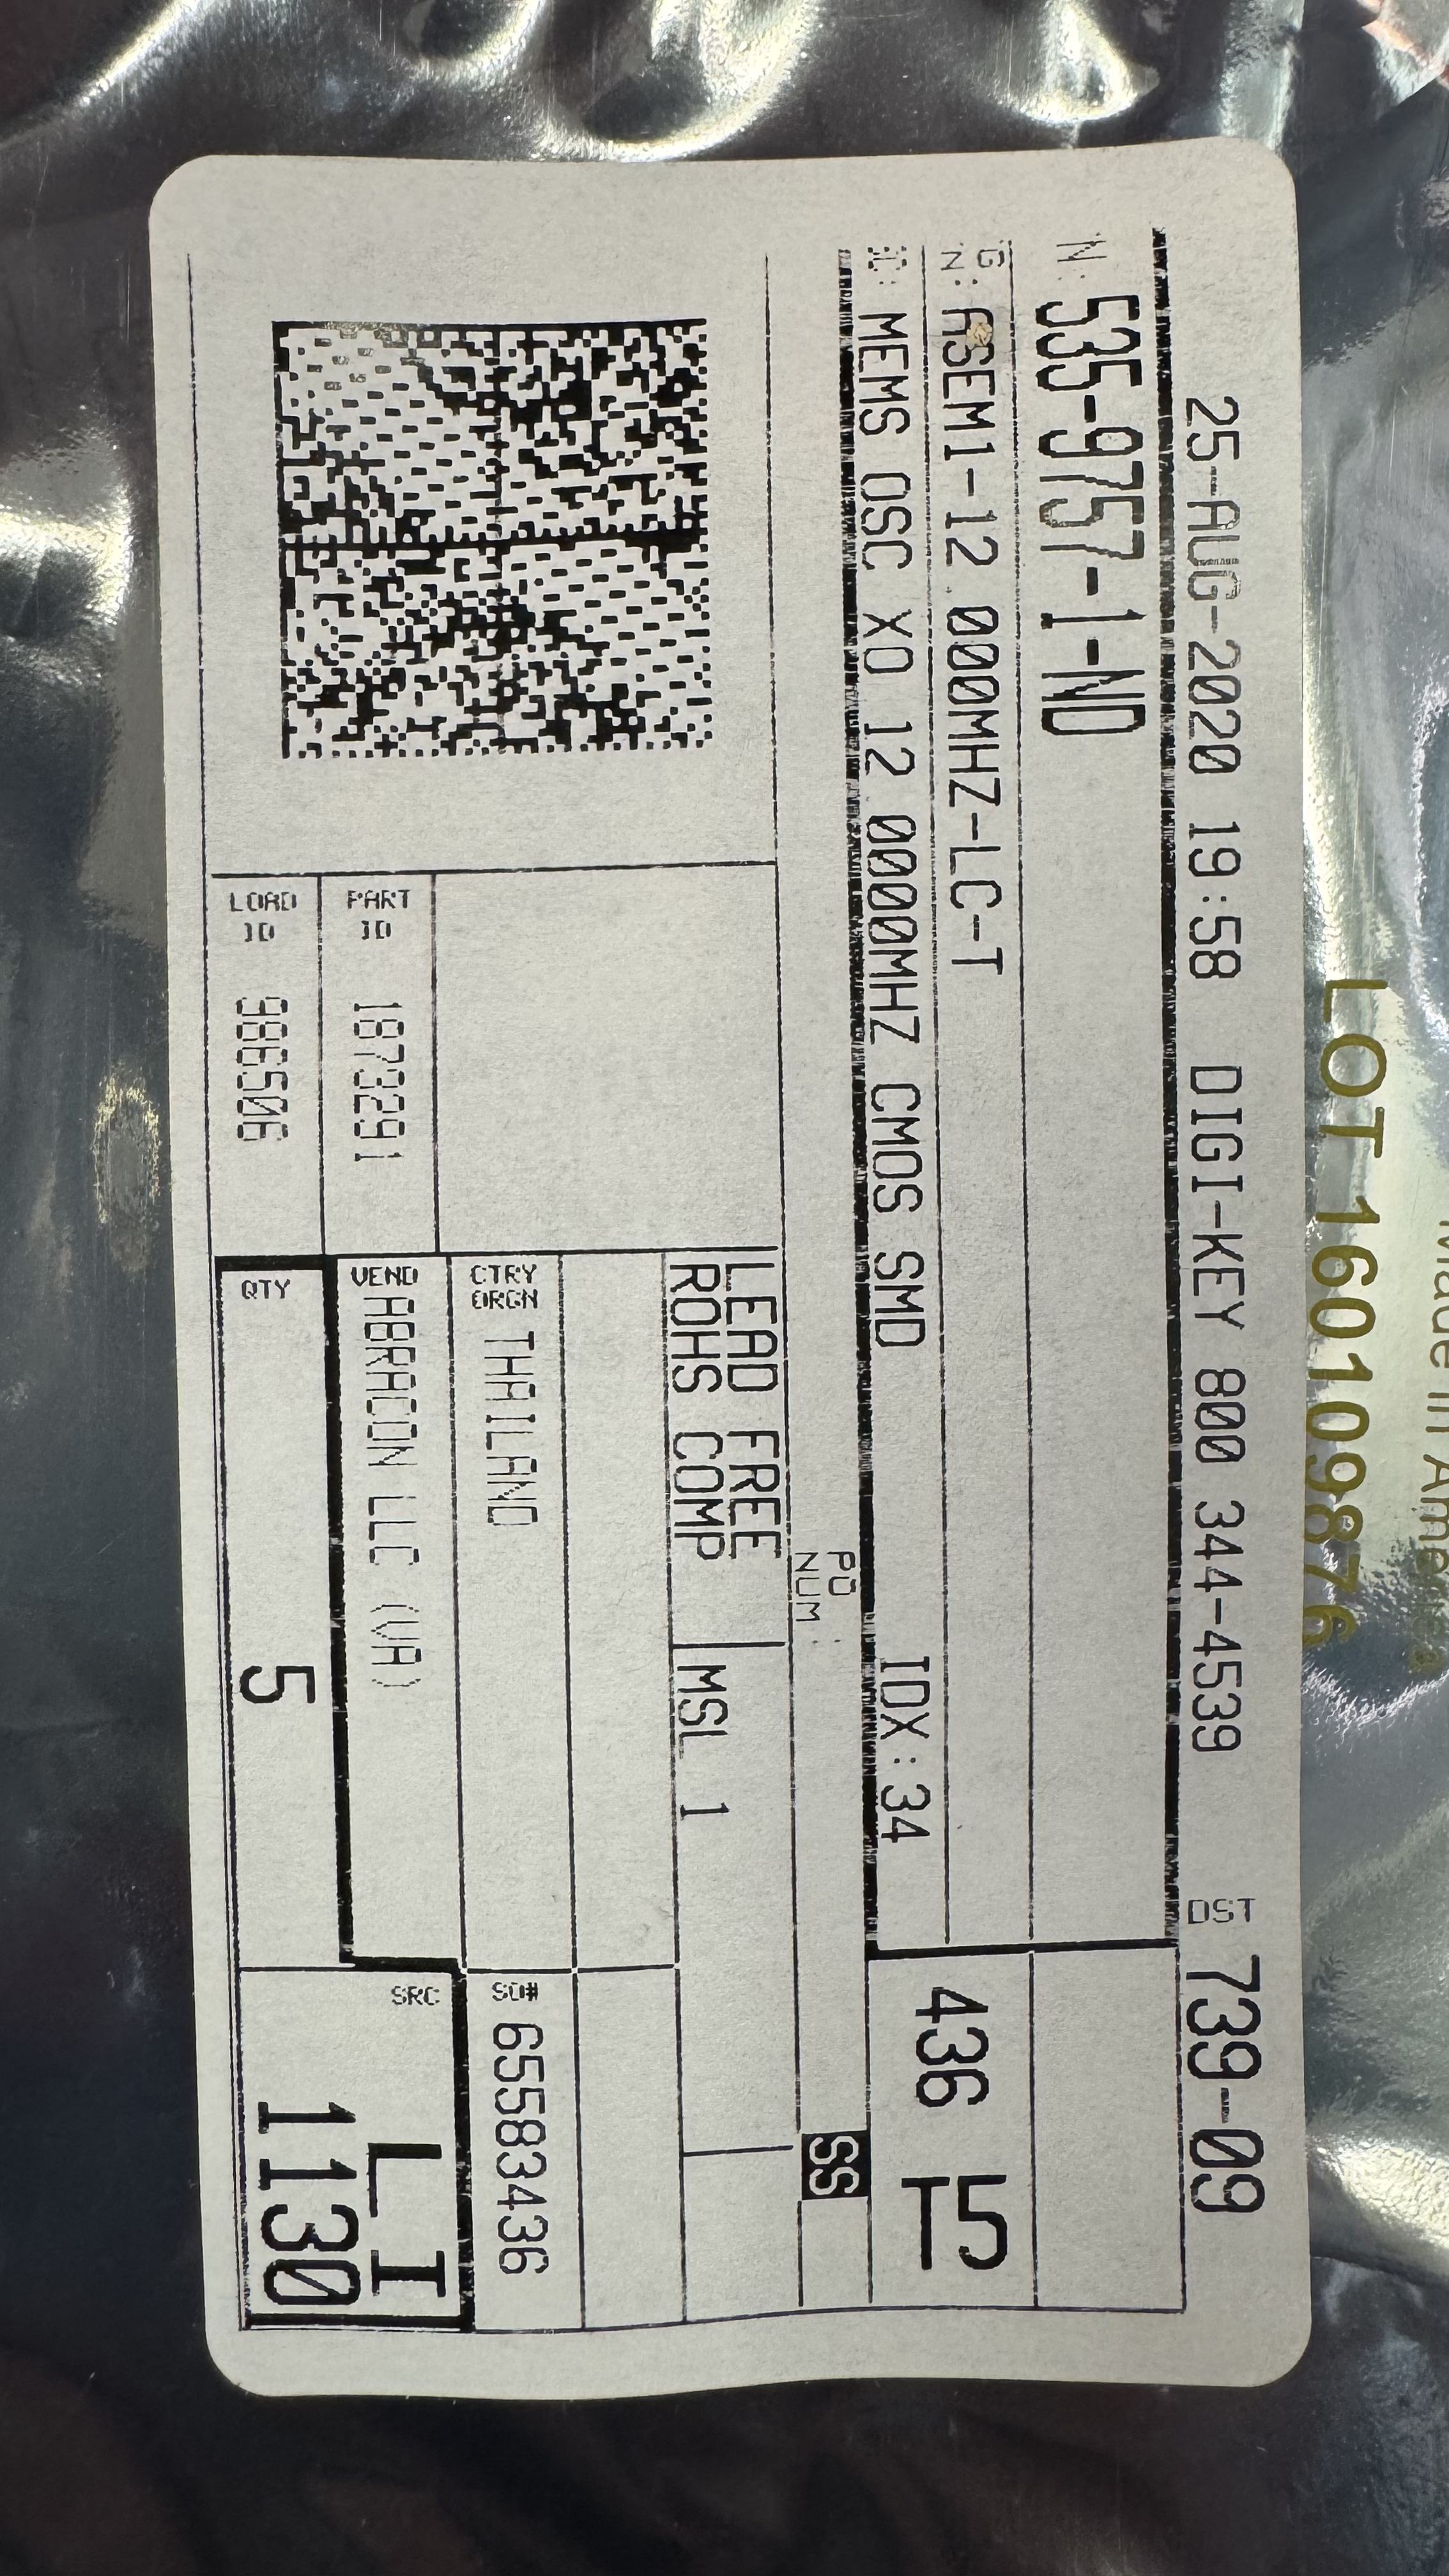 Made in America
LOT 160109876
25-AUG-2020 19:58 DIGI-KEY 800 344-4539 DST 739-09
N: 535-9757-1-ND
G
N: ASEM1-12.000MHZ-LC-T
436 T5
MEMS OSC XO 12.0000MHZ CMOS SMD IDX:34
PO
NUM:
SS
LEAD FREE
ROHS COMP
MSL 1
CTRY
ORGN THAILAND
SO# 65583436
PART
ID 1873291
VEND ABRACON LLC (VA)
SRC LI
1130
LOAD
ID 986506
QTY 5